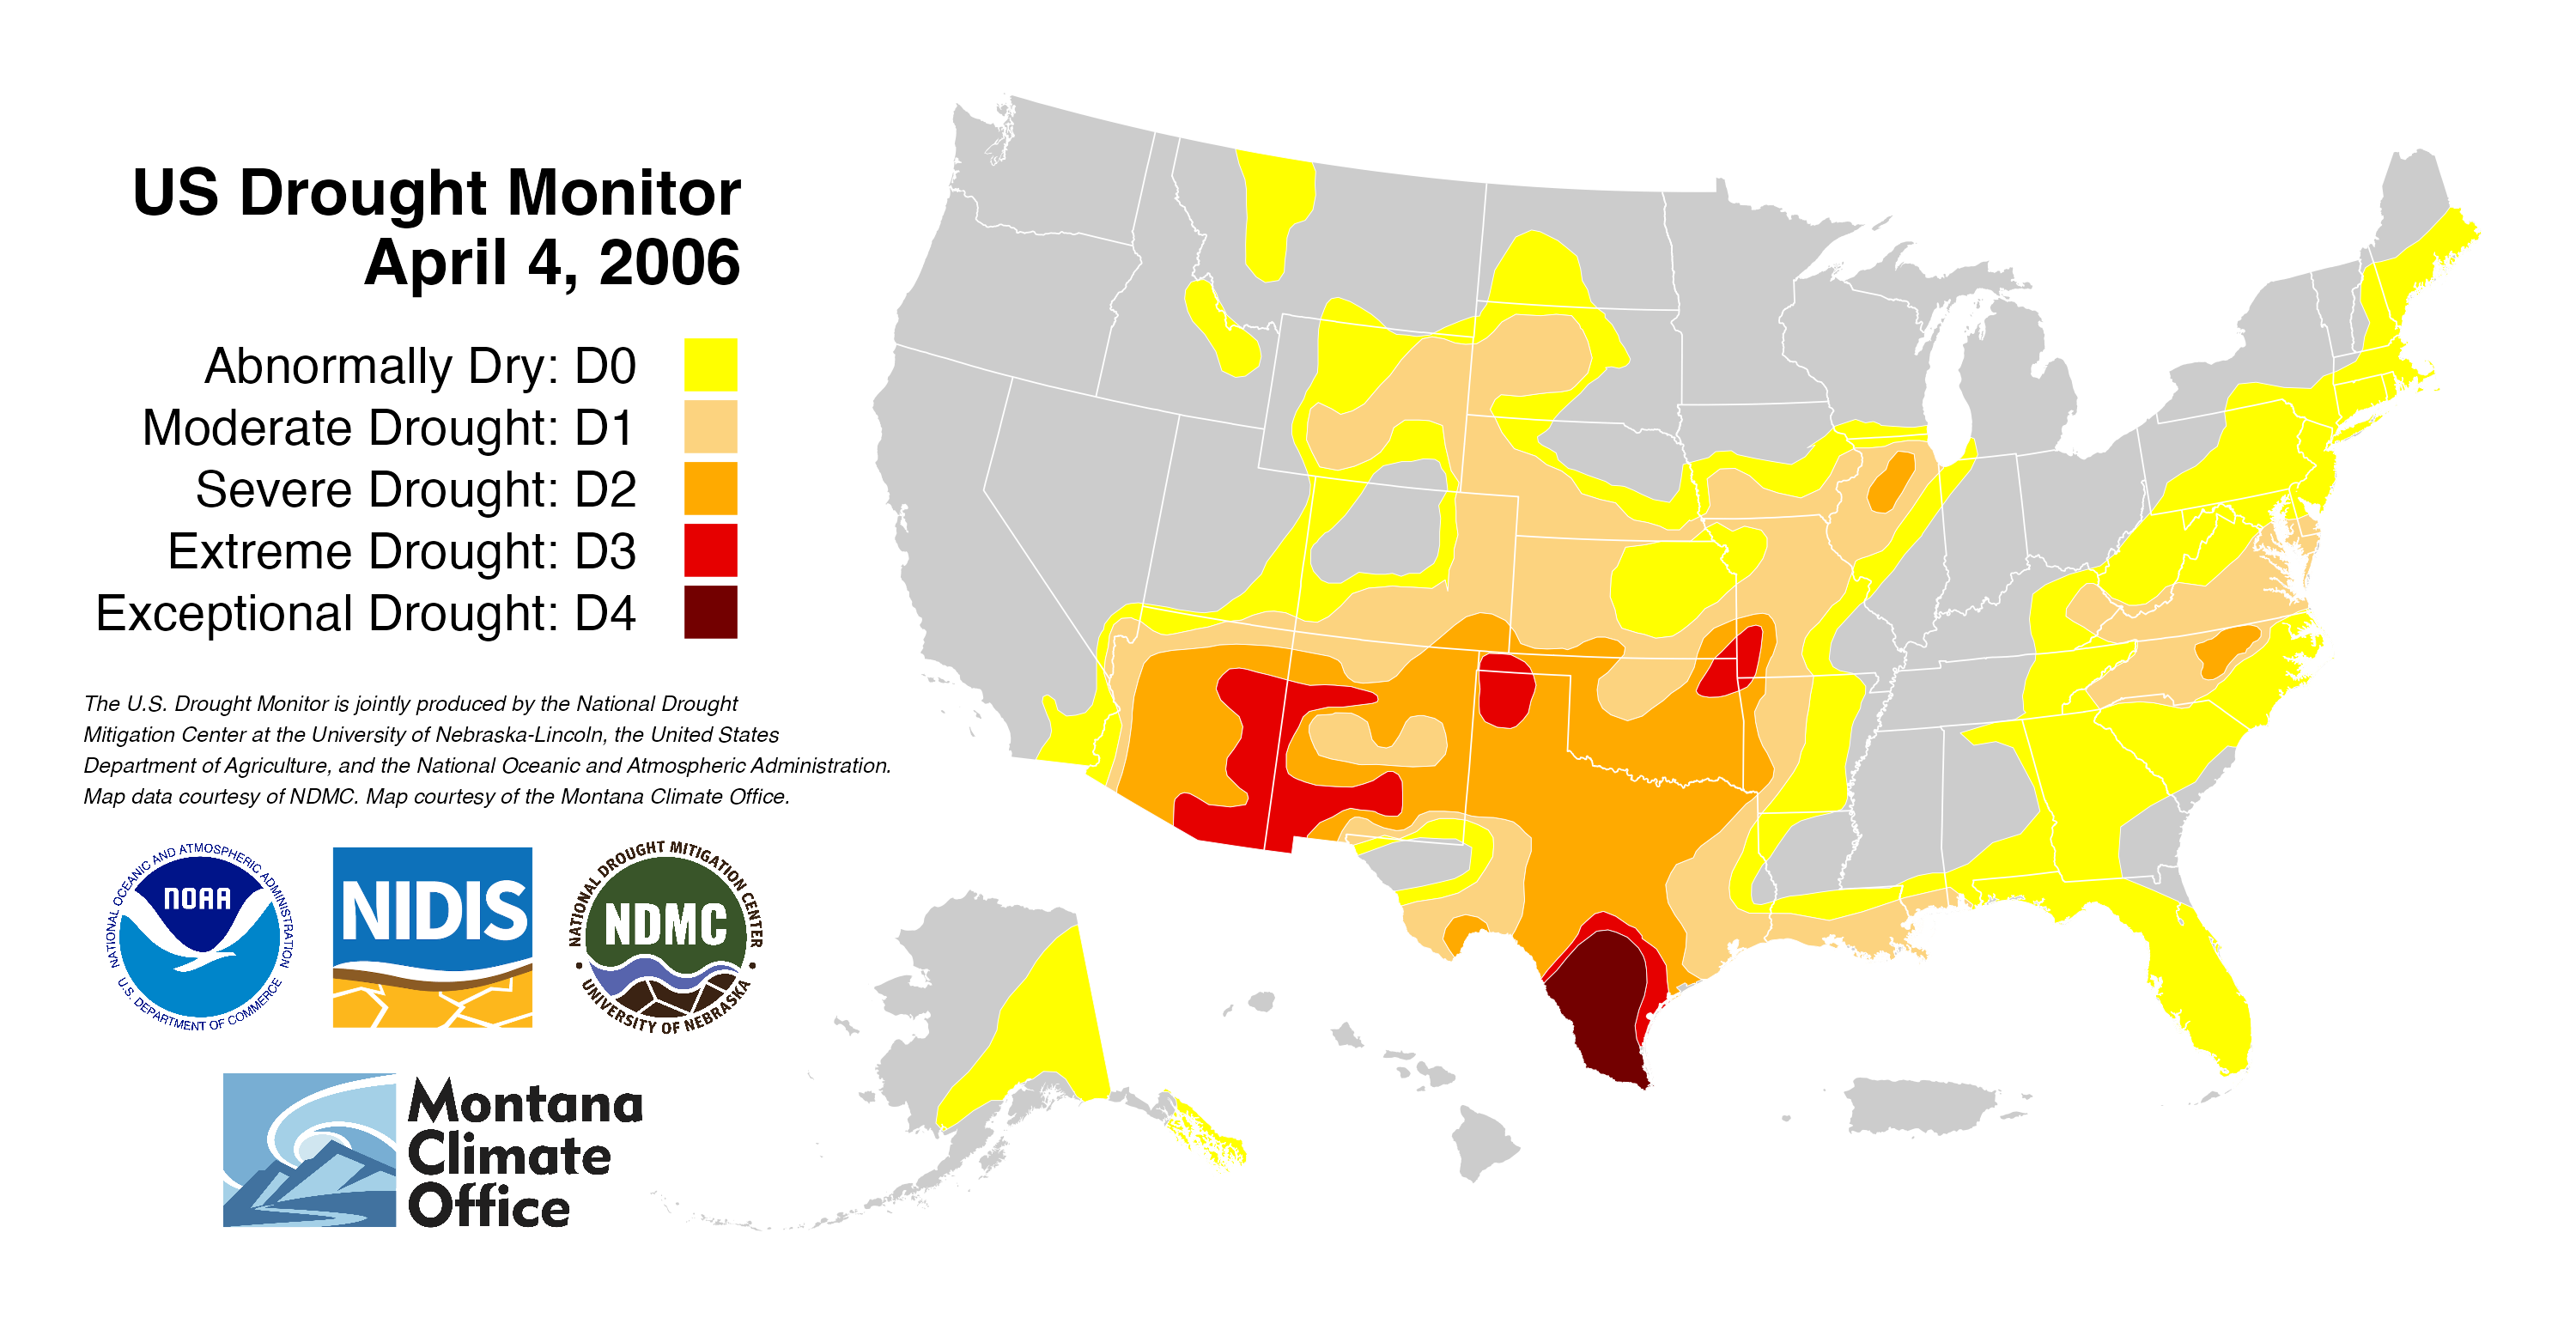 US Drought Monitor
April 4, 2006
Abnormally Dry: D0
Moderate Drought: D1
Severe Drought: D2
Extreme Drought: D3
Exceptional Drought: D4
The U.S. Drought Monitor is jointly produced by the National Drought
Mitigation Center at the University of Nebraska-Lincoln, the United States
Department of Agriculture, and the National Oceanic and Atmospheric Administration.
Map data courtesy of NDMC. Map courtesy of the Montana Climate Office.
NATIONAL OCEANIC AND ATMOSPHERIC ADMINISTRATION
NOAA
U.S. DEPARTMENT OF COMMERCE
NIDIS
NATIONAL DROUGHT MITIGATION CENTER
NDMC
UNIVERSITY OF NEBRASKA
Montana
Climate
Office